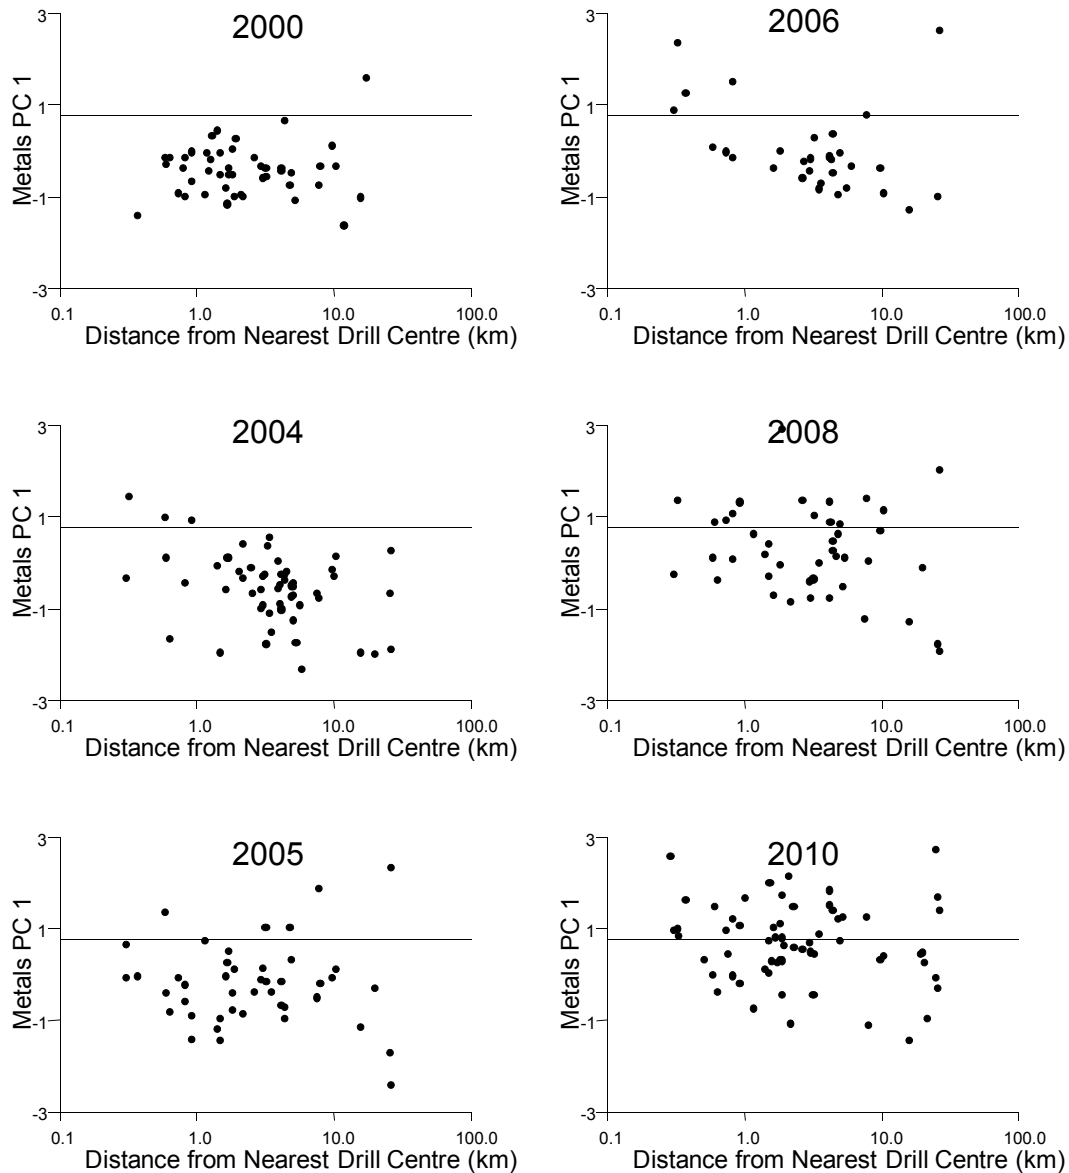 2000
3
1
-1
-3
Metals PC 1
0.1 1.0 10.0 100.0
Distance from Nearest Drill Centre (km)
2006
3
1
-1
-3
Metals PC 1
0.1 1.0 10.0 100.0
Distance from Nearest Drill Centre (km)
2004
3
1
-1
-3
Metals PC 1
0.1 1.0 10.0 100.0
Distance from Nearest Drill Centre (km)
2008
3
1
-1
-3
Metals PC 1
0.1 1.0 10.0 100.0
Distance from Nearest Drill Centre (km)
2005
3
1
-1
-3
Metals PC 1
0.1 1.0 10.0 100.0
Distance from Nearest Drill Centre (km)
2010
3
1
-1
-3
Metals PC 1
0.1 1.0 10.0 100.0
Distance from Nearest Drill Centre (km)